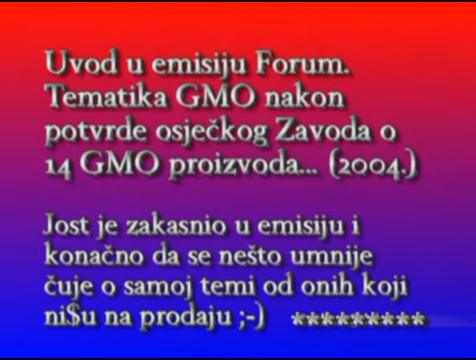 Uvod u emisiju Forum.
Tematika GMO nakon
potvrde osječkog Zavoda o
14 GMO proizvoda... (2004.)
Jost je zakasnio u emisiju i
konačno da se nešto umnije
čuje o samoj temi od onih koji
ni$u na prodaju ;-) *********